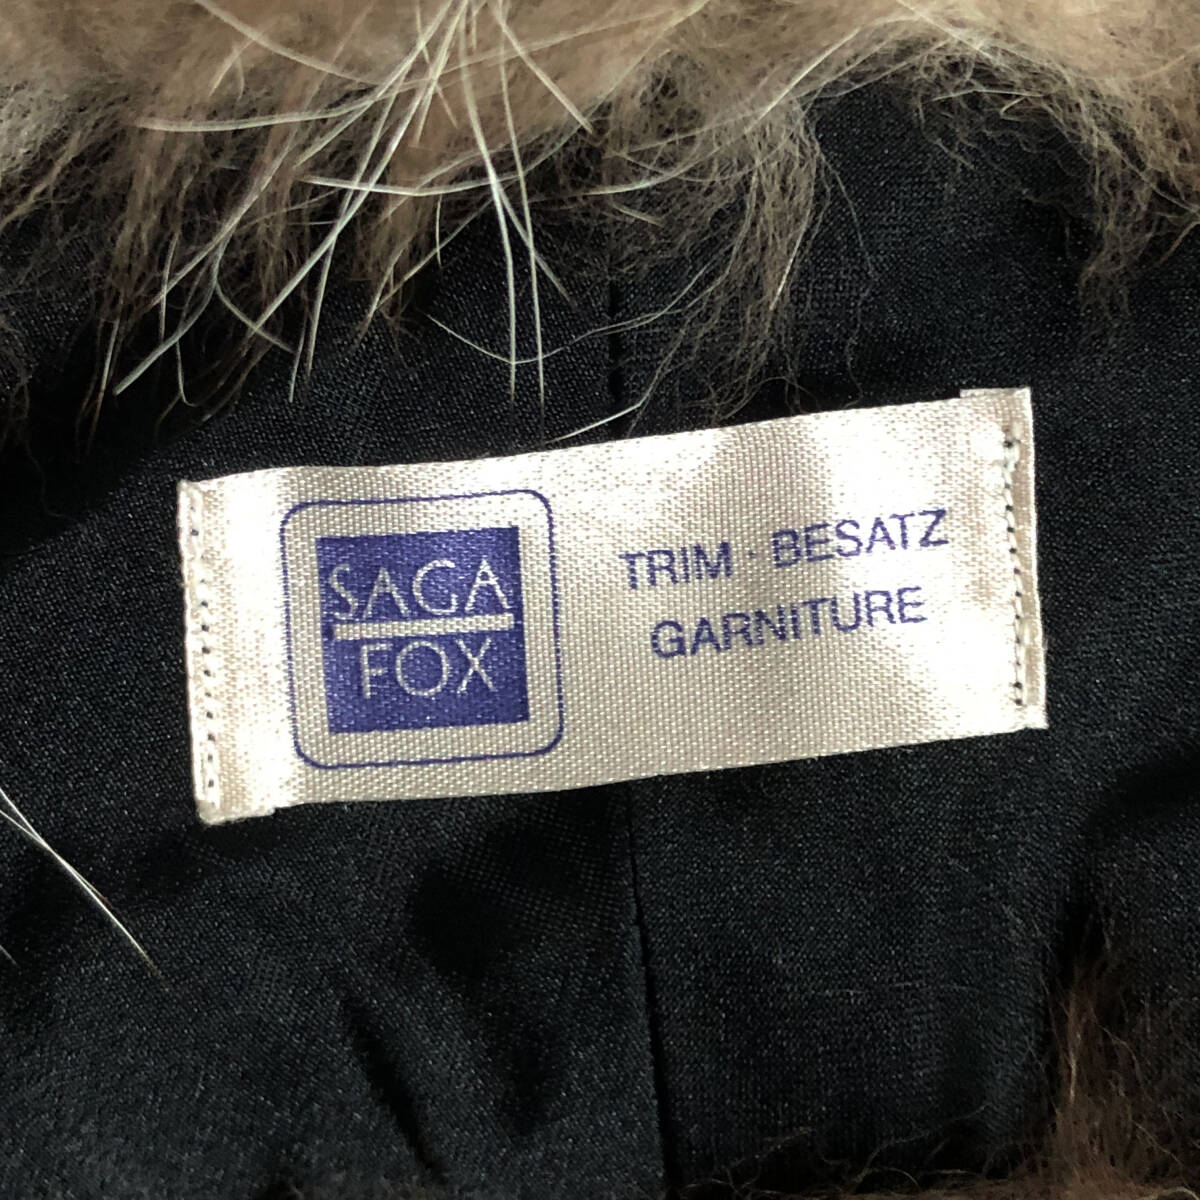 SAGA
FOX
TRIM · BESATZ
GARNITURE